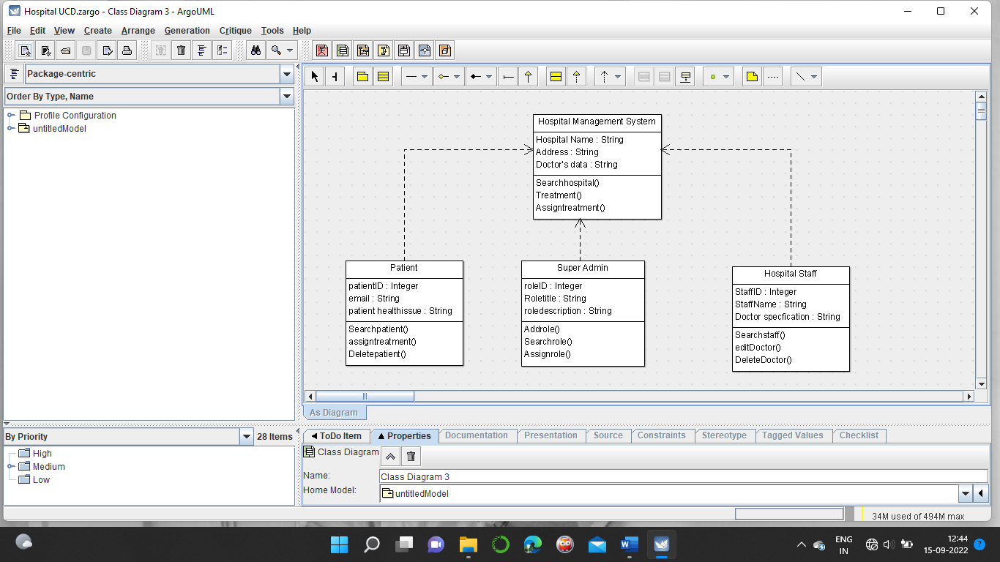 Hospital UCD.zargo - Class Diagram 3 - ArgoUML
File Edit View Create Arrange Generation Critique Tools Help
Package-centric
Order By Type, Name
Profile Configuration
untitledModel
Hospital Management System
Hospital Name : String
Address : String
Doctor's data : String
Searchhospital()
Treatment()
Assigntreatment()
Patient
patientID : Integer
email : String
patient healthissue : String
Searchpatient()
assigntreatment()
Deletepatient()
Super Admin
roleID : Integer
Roletitle : String
roledescription : String
Addrole()
Searchrole()
Assignrole()
Hospital Staff
StaffID : Integer
StaffName : String
Doctor specfication : String
Searchstaff()
editDoctor()
DeleteDoctor()
As Diagram
By Priority
28 Items
High
Medium
Low
ToDo Item Properties Documentation Presentation Source Constraints Stereotype Tagged Values Checklist
Class Diagram
Name:
Class Diagram 3
Home Model:
untitledModel
34M used of 494M max
ENG
IN
12:44
15-09-2022
7